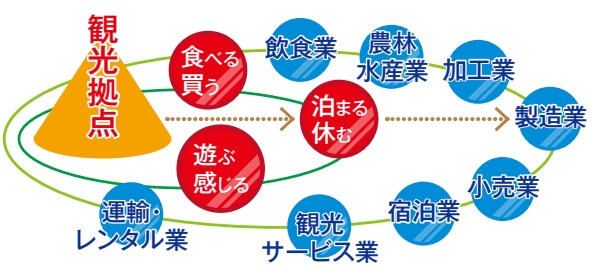 観光拠点
食べる
買う
遊ぶ
感じる
泊まる
休む
飲食業
農林
水産業
加工業
製造業
小売業
宿泊業
観光
サービス業
運輸・
レンタル業